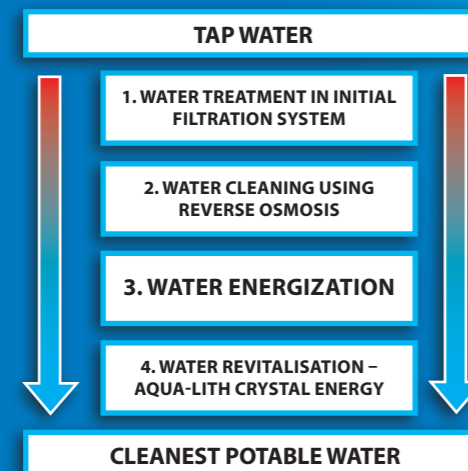 TAP WATER
1. WATER TREATMENT IN INITIAL
FILTRATION SYSTEM
2. WATER CLEANING USING
REVERSE OSMOSIS
3. WATER ENERGIZATION
4. WATER REVITALISATION –
AQUA-LITH CRYSTAL ENERGY
CLEANEST POTABLE WATER